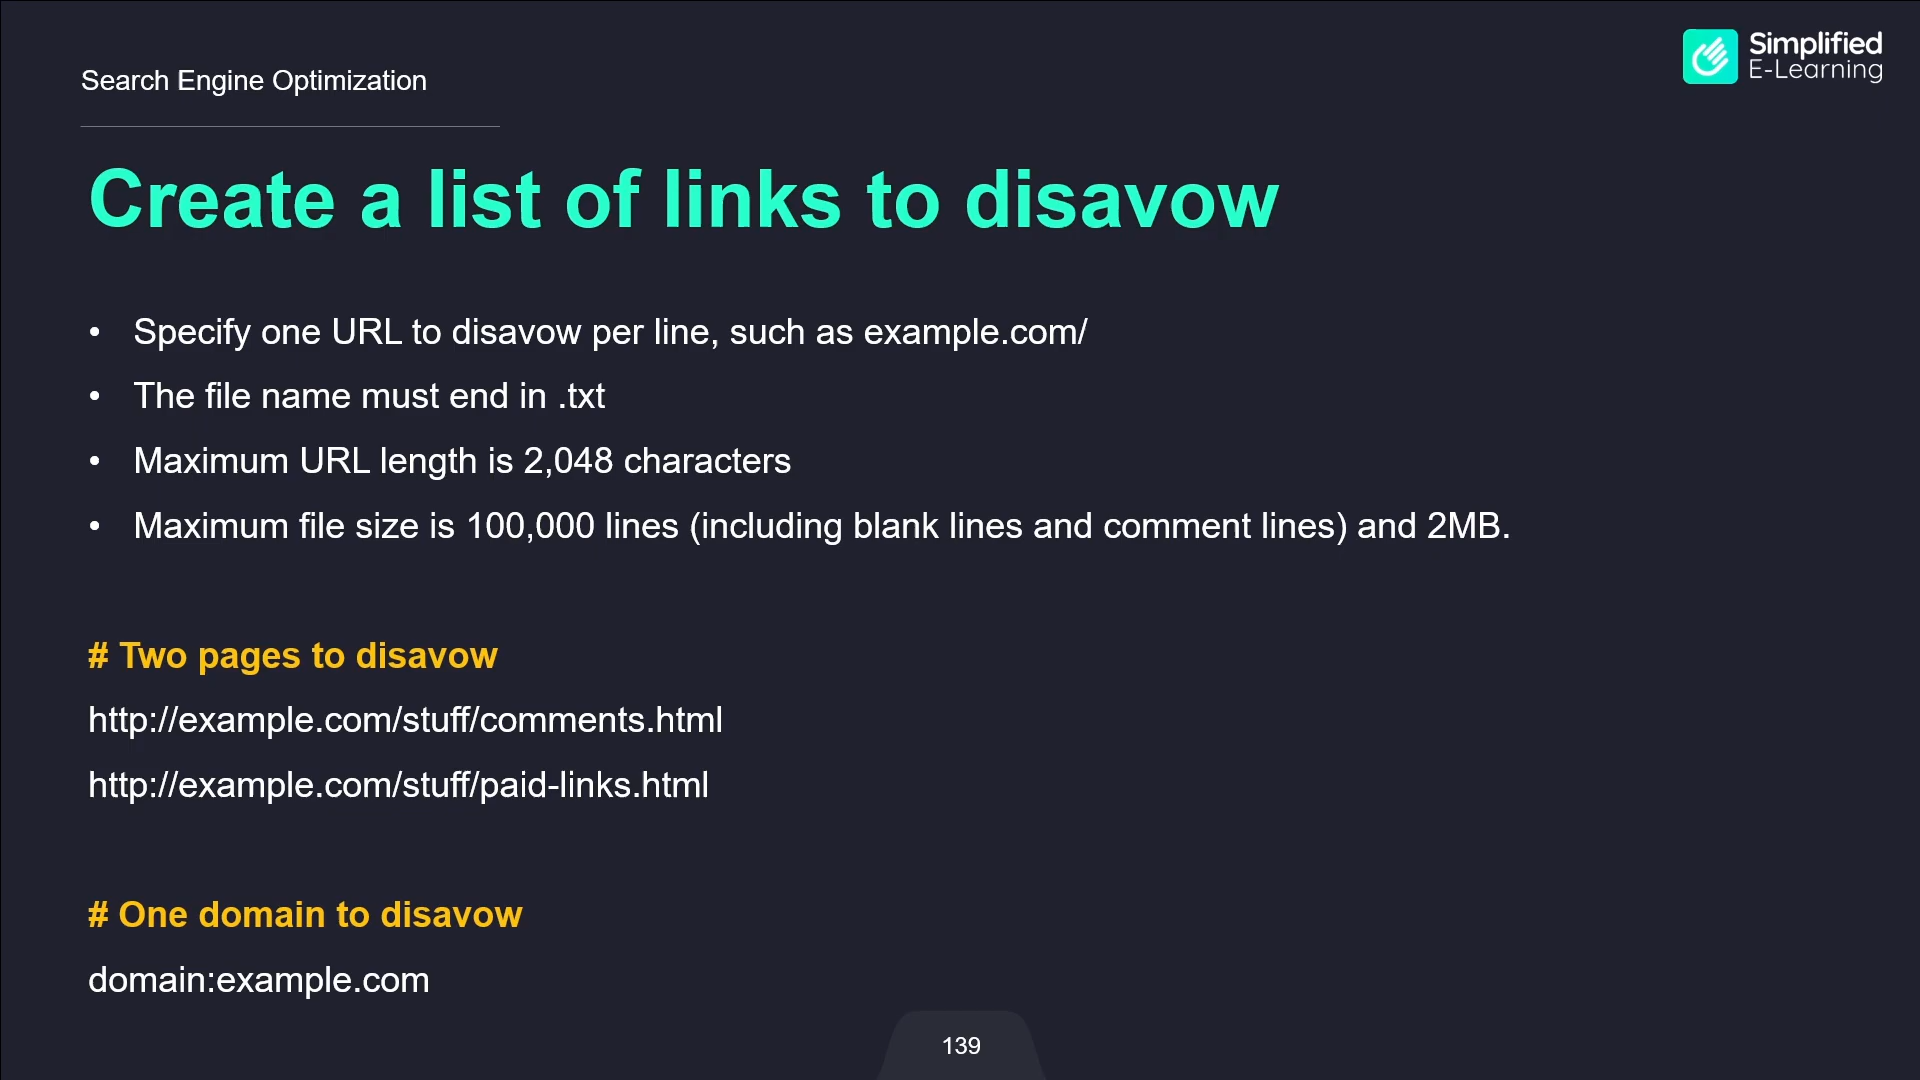 Search Engine Optimization
Simplified
E-Learning
Create a list of links to disavow
• Specify one URL to disavow per line, such as example.com/
• The file name must end in .txt
• Maximum URL length is 2,048 characters
• Maximum file size is 100,000 lines (including blank lines and comment lines) and 2MB.
# Two pages to disavow
http://example.com/stuff/comments.html
http://example.com/stuff/paid-links.html
# One domain to disavow
domain:example.com
139